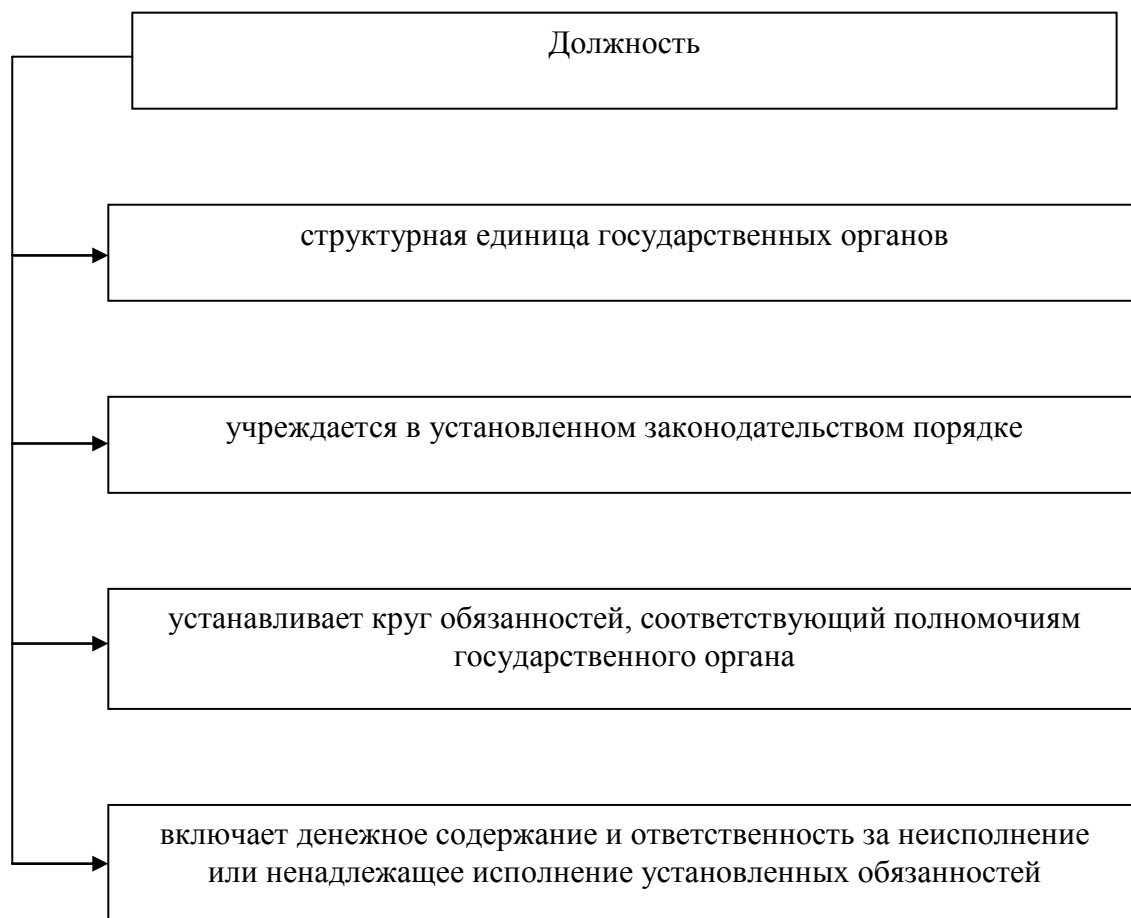 Должность
структурная единица государственных органов
учреждается в установленном законодательством порядке
устанавливает круг обязанностей, соответствующий полномочиям
государственного органа
включает денежное содержание и ответственность за неисполнение
или ненадлежащее исполнение установленных обязанностей